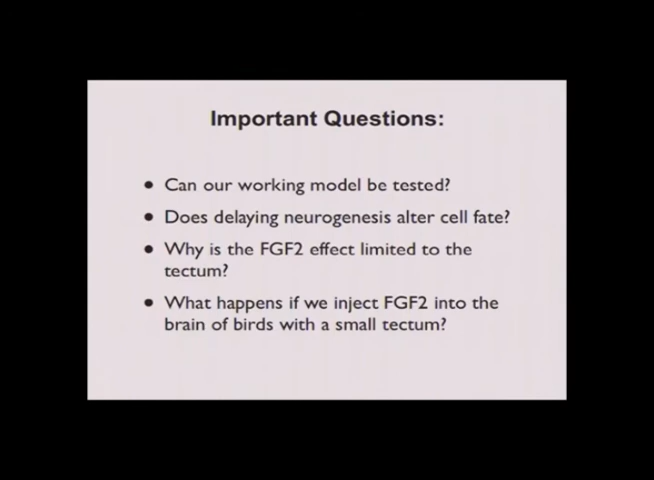 Important Questions:
• Can our working model be tested?
• Does delaying neurogenesis alter cell fate?
• Why is the FGF2 effect limited to the
tectum?
• What happens if we inject FGF2 into the
brain of birds with a small tectum?